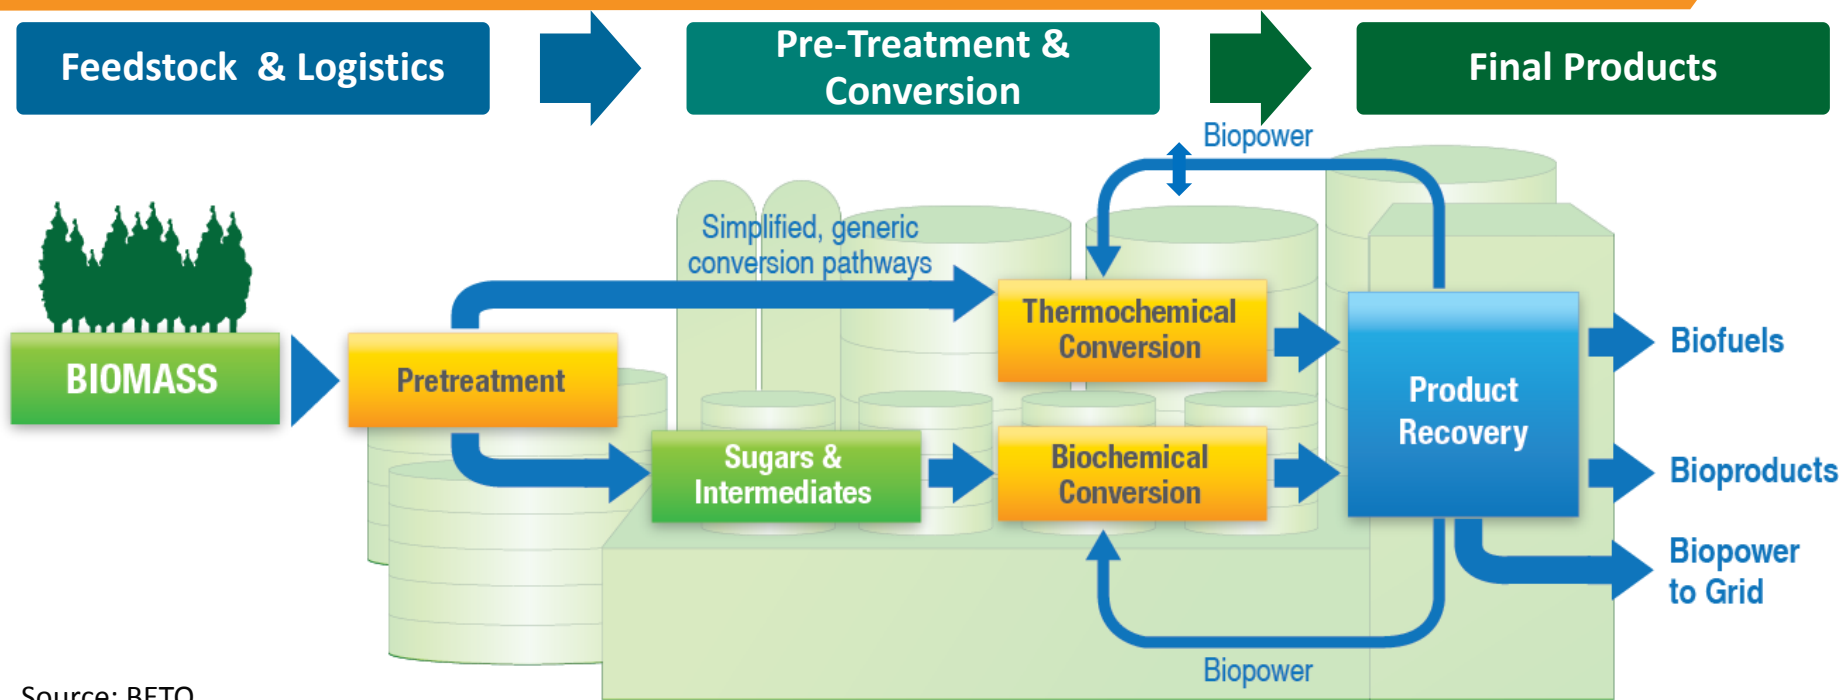 Feedstock & Logistics
Pre-Treatment &
Conversion
Final Products
Biopower
Simplified, generic
conversion pathways
Thermochemical
Conversion
BIOMASS
Pretreatment
Product
Recovery
Biofuels
Sugars &
Intermediates
Biochemical
Conversion
Bioproducts
Biopower
to Grid
Biopower
Source: BETO